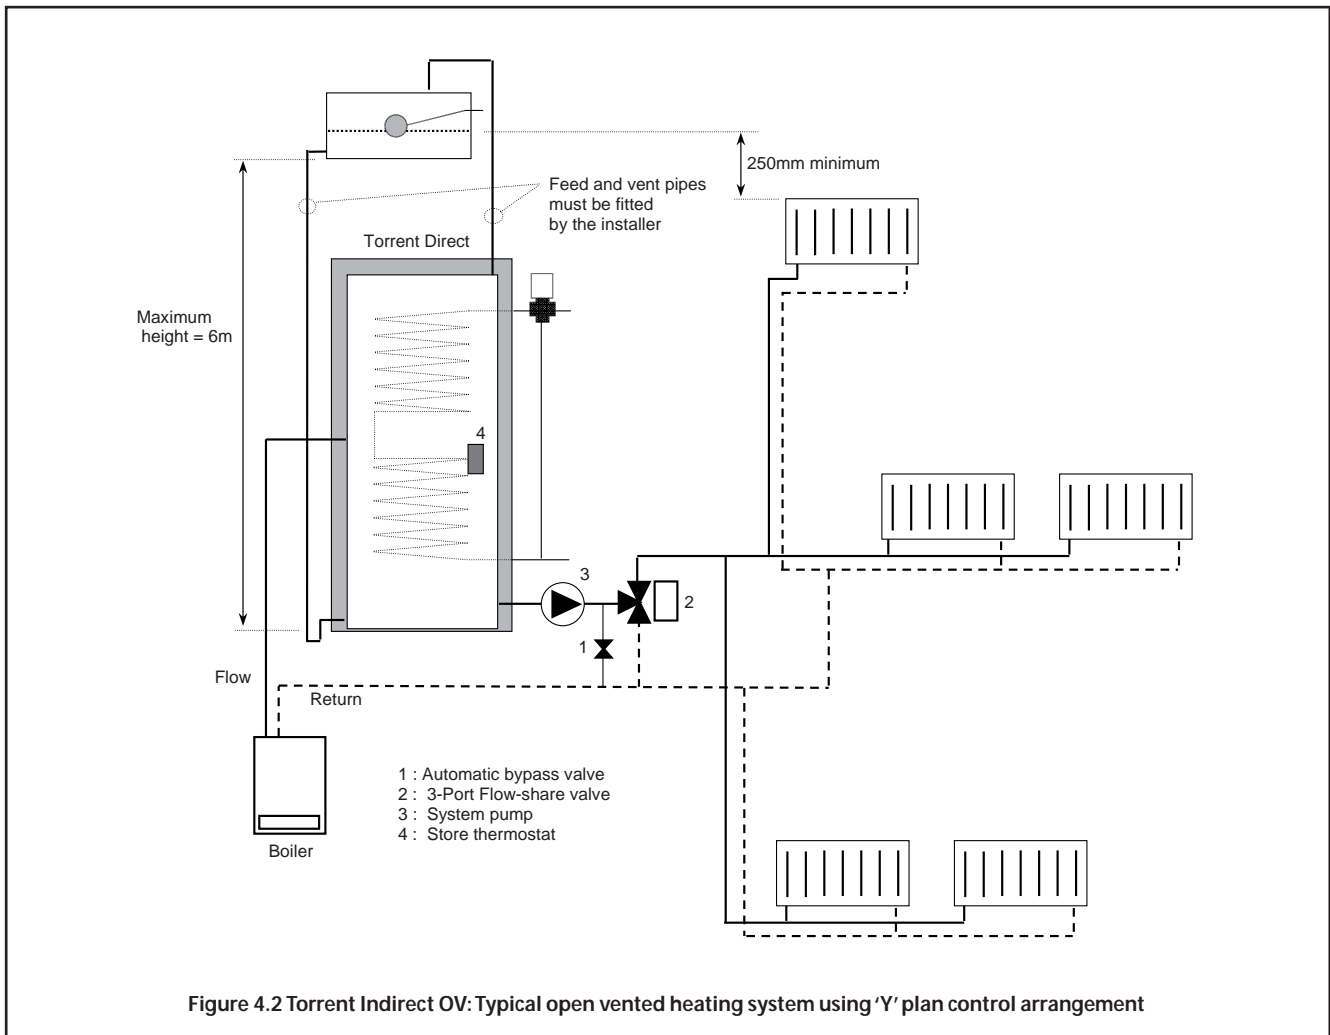 250mm minimum
Feed and vent pipes
must be fitted
by the installer
Torrent Direct
Maximum
height = 6m
4
3
2
1
Flow
Return
1 : Automatic bypass valve
2 : 3-Port Flow-share valve
3 : System pump
4 : Store thermostat
Boiler
Figure 4.2 Torrent Indirect OV: Typical open vented heating system using ‘Y’ plan control arrangement